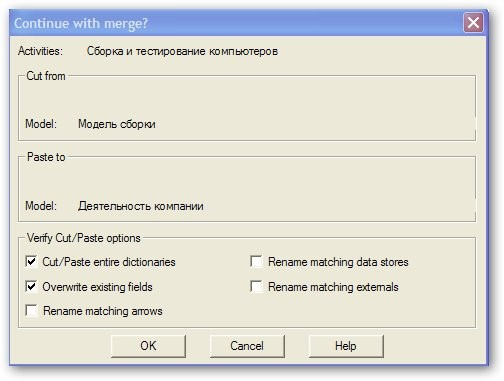 Continue with merge?
Activities: Сборка и тестирование компьютеров
Cut from
Model: Модель сборки
Paste to
Model: Деятельность компании
Verify Cut/Paste options
Cut/Paste entire dictionaries Rename matching data stores
Overwrite existing fields Rename matching externals
Rename matching arrows
OK Cancel Help